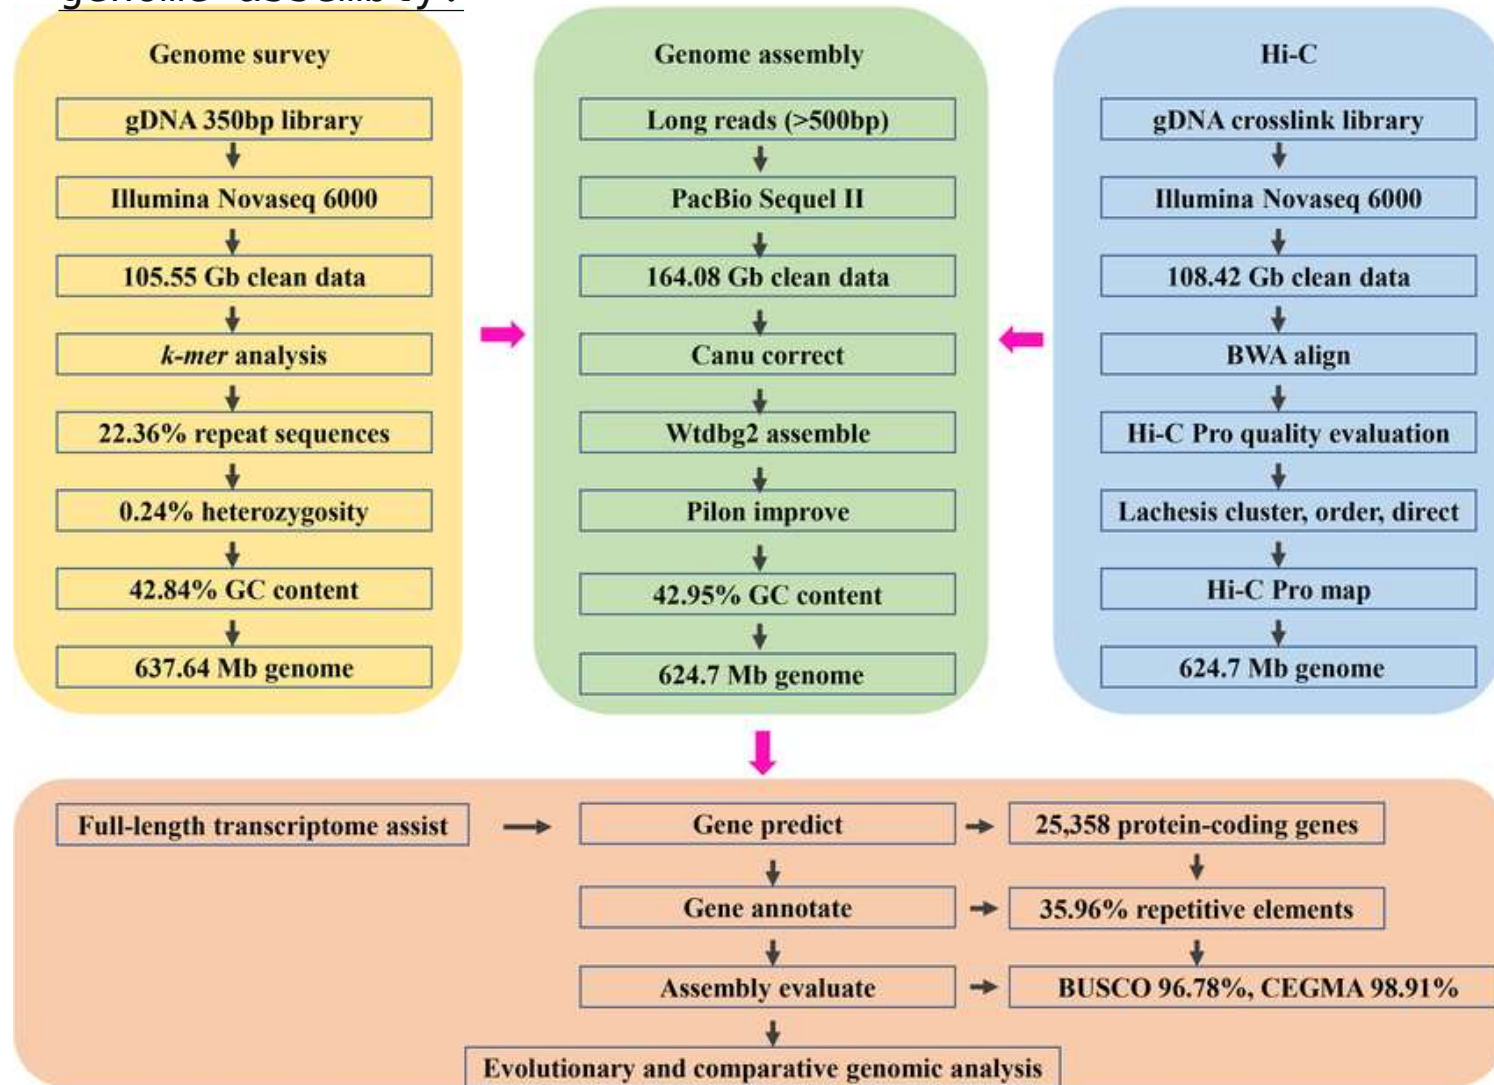 genome assembly:
Genome survey
gDNA 350bp library
Illumina Novaseq 6000
105.55 Gb clean data
k-mer analysis
22.36% repeat sequences
0.24% heterozygosity
42.84% GC content
637.64 Mb genome
Genome assembly
Long reads (>500bp)
PacBio Sequel II
164.08 Gb clean data
Canu correct
Wtdbg2 assemble
Pilon improve
42.95% GC content
624.7 Mb genome
Hi-C
gDNA crosslink library
Illumina Novaseq 6000
108.42 Gb clean data
BWA align
Hi-C Pro quality evaluation
Lachesis cluster, order, direct
Hi-C Pro map
624.7 Mb genome
Full-length transcriptome assist
Gene predict
25,358 protein-coding genes
Gene annotate
35.96% repetitive elements
Assembly evaluate
BUSCO 96.78%, CEGMA 98.91%
Evolutionary and comparative genomic analysis